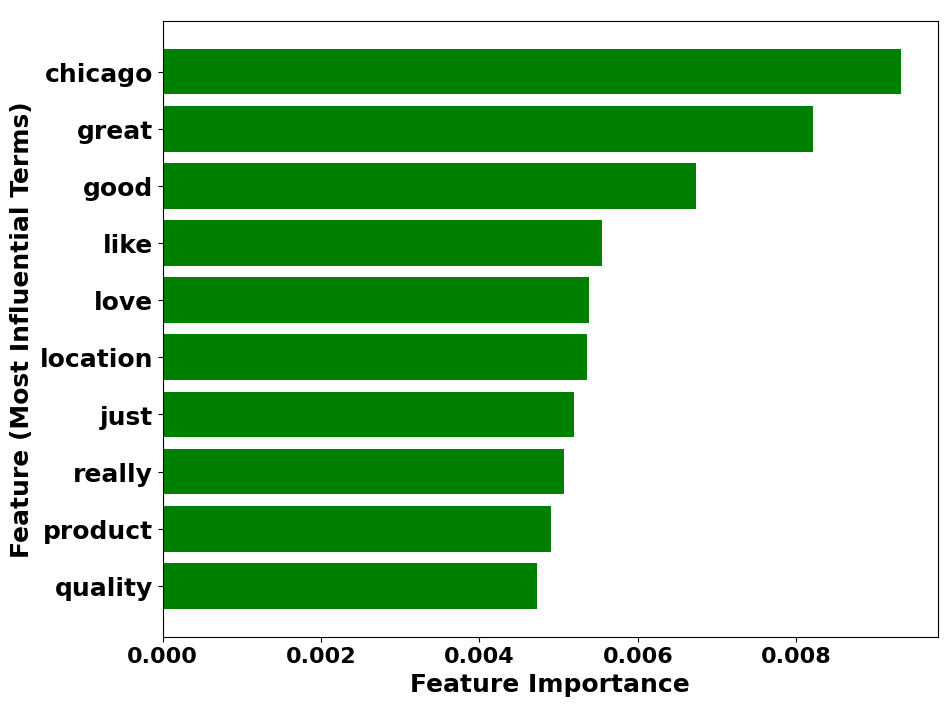 Feature (Most Influential Terms)
chicago
great
good
like
love
location
just
really
product
quality
0.000 0.002 0.004 0.006 0.008
Feature Importance